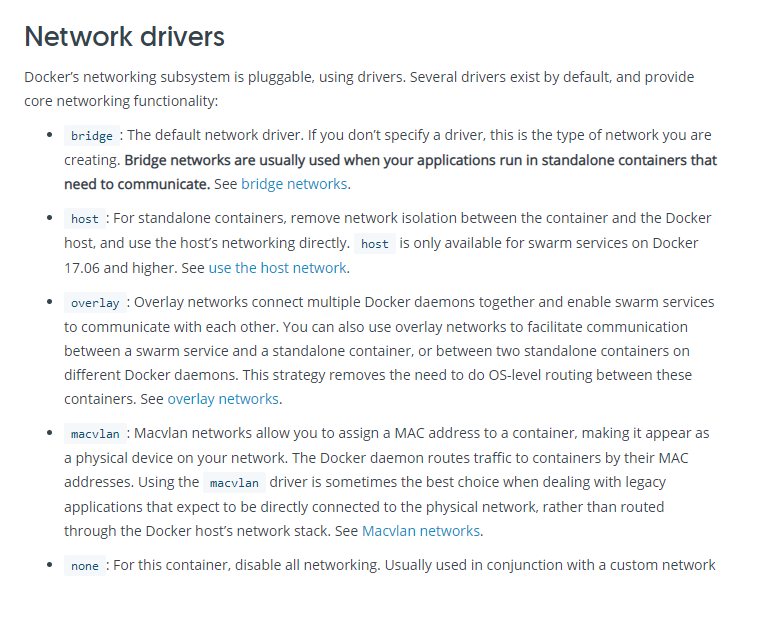 Network drivers
Docker’s networking subsystem is pluggable, using drivers. Several drivers exist by default, and provide
core networking functionality:
• bridge : The default network driver. If you don’t specify a driver, this is the type of network you are
creating. Bridge networks are usually used when your applications run in standalone containers that
need to communicate. See bridge networks.
• host : For standalone containers, remove network isolation between the container and the Docker
host, and use the host’s networking directly. host is only available for swarm services on Docker
17.06 and higher. See use the host network.
• overlay : Overlay networks connect multiple Docker daemons together and enable swarm services
to communicate with each other. You can also use overlay networks to facilitate communication
between a swarm service and a standalone container, or between two standalone containers on
different Docker daemons. This strategy removes the need to do OS-level routing between these
containers. See overlay networks.
• macvlan : Macvlan networks allow you to assign a MAC address to a container, making it appear as
a physical device on your network. The Docker daemon routes traffic to containers by their MAC
addresses. Using the macvlan driver is sometimes the best choice when dealing with legacy
applications that expect to be directly connected to the physical network, rather than routed
through the Docker host’s network stack. See Macvlan networks.
• none : For this container, disable all networking. Usually used in conjunction with a custom network